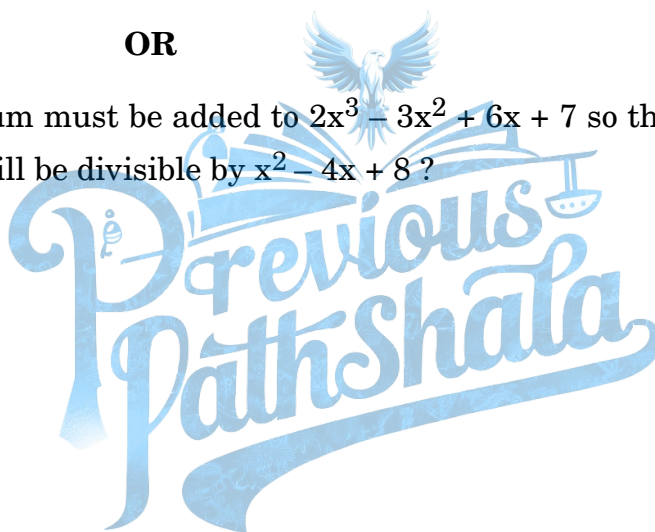 OR
um must be added to 2x³ – 3x² + 6x + 7 so th
ill be divisible by x² – 4x + 8 ?
Previous
PathShala